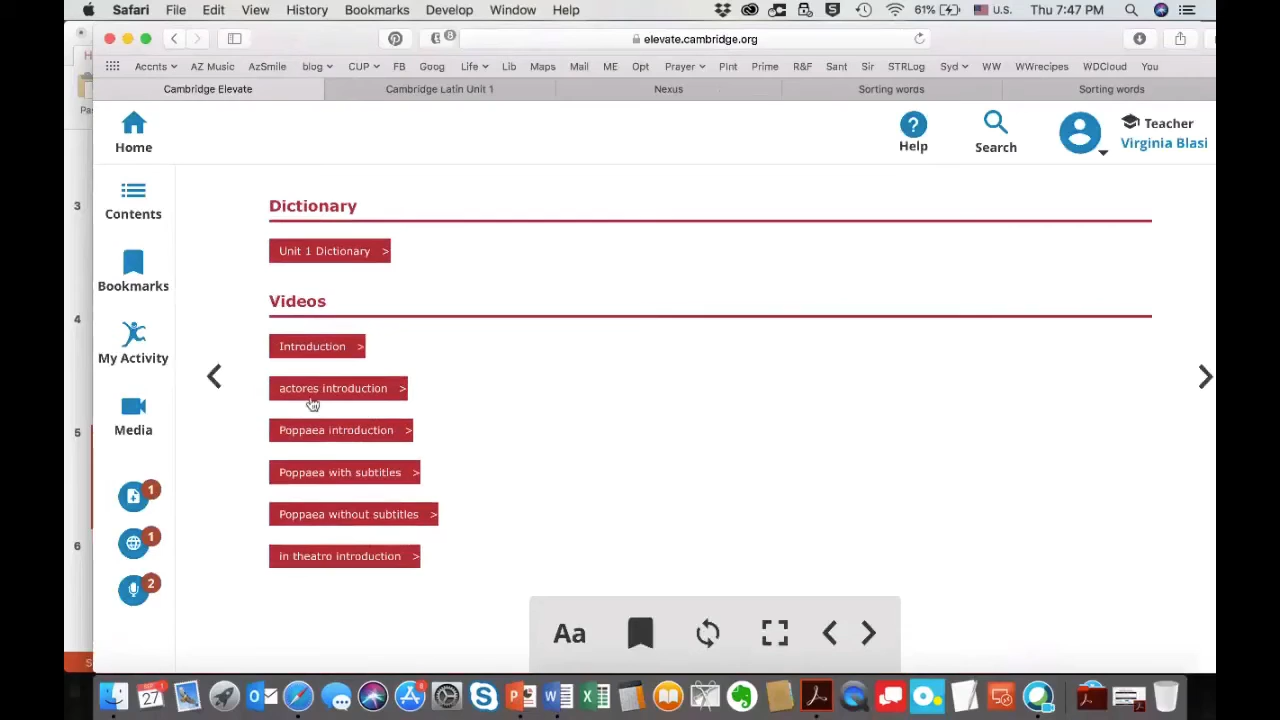 Safari File Edit View History Bookmarks Develop Window Help 5 61% U.S. Thu 7:47 PM
8 elevate.cambridge.org
Accnts AZ Music AzSmile blog CUP FB Goog Life Lib Maps Mail ME Opt Prayer PInt Prime R&F Sant Sir STRLog Syd WW WWrecipes WDCloud You
Cambridge Elevate Cambridge Latin Unit 1 Nexus Sorting words Sorting words
H
Pas
Home
? Help
Search
Teacher
Virginia Blasi
3
4
5
6
Contents
Bookmarks
My Activity
Media
1
1
2
Dictionary
Unit 1 Dictionary >
Videos
Introduction >
actores introduction >
Poppaea introduction >
Poppaea with subtitles >
Poppaea without subtitles >
in theatro introduction >
Aa
S